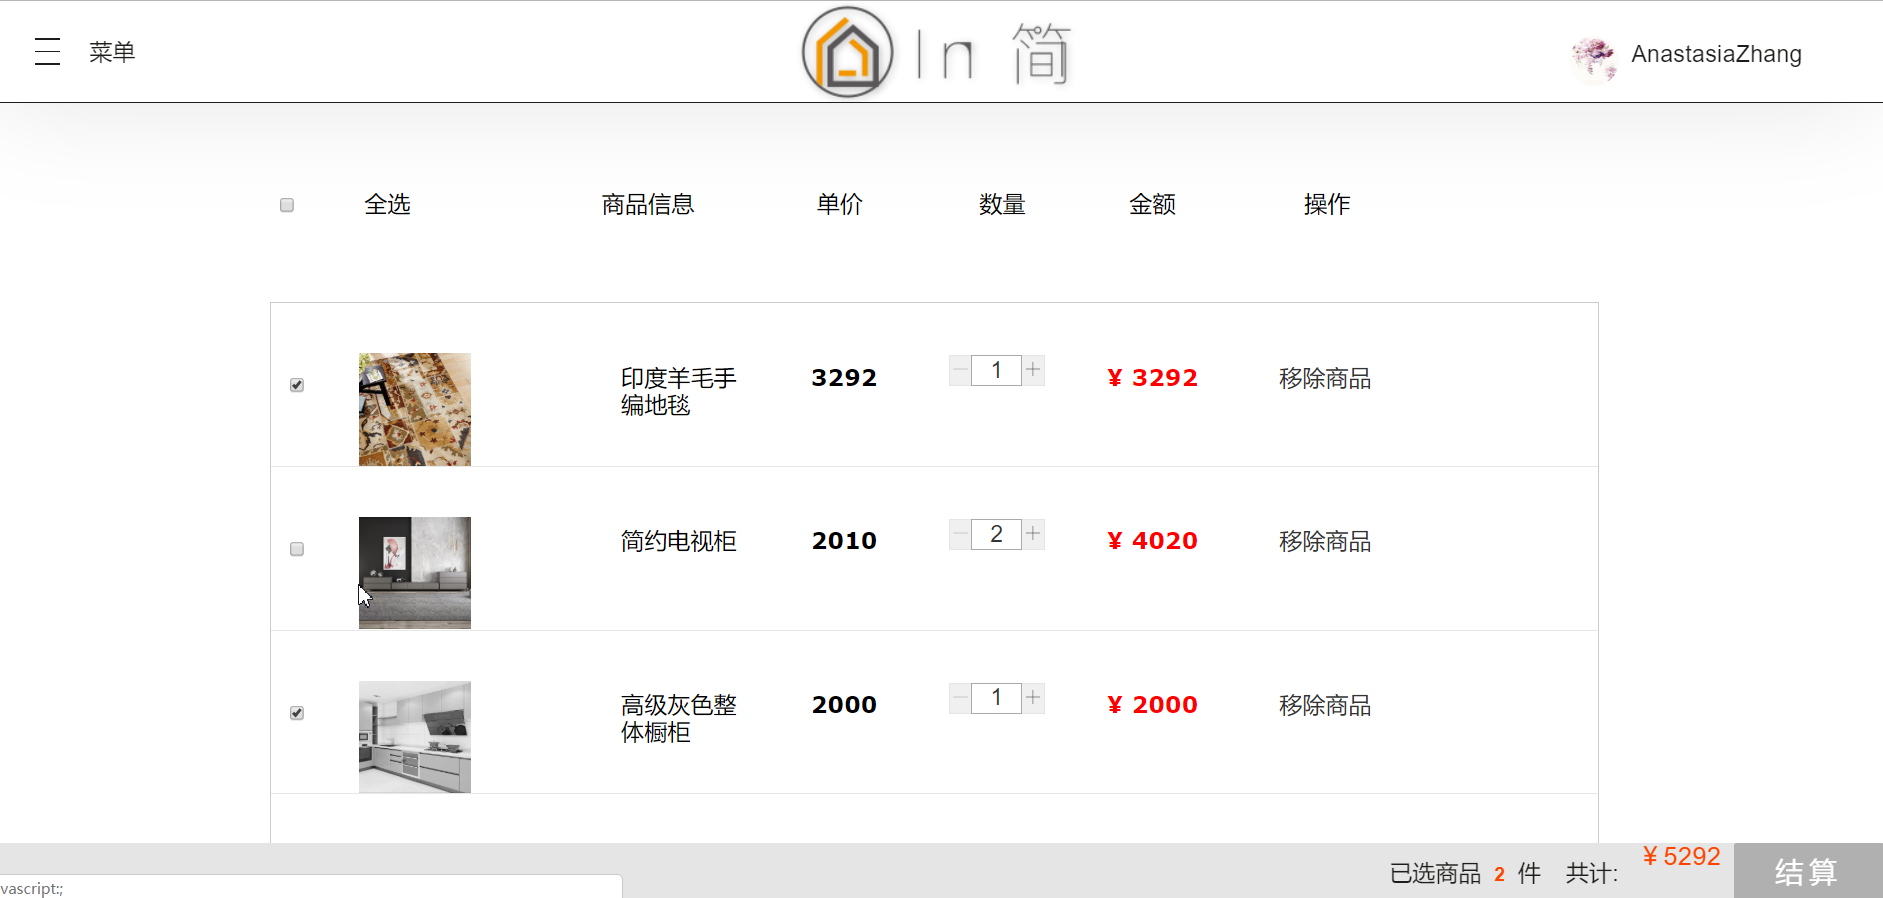 菜单
In 简
AnastasiaZhang
全选 商品信息 单价 数量 金额 操作
印度羊毛手
编地毯
3292
1
¥ 3292
移除商品
简约电视柜
2010
2
¥ 4020
移除商品
高级灰色整
体橱柜
2000
1
¥ 2000
移除商品
已选商品 2 件 共计: ¥ 5292
结算
vascript:;